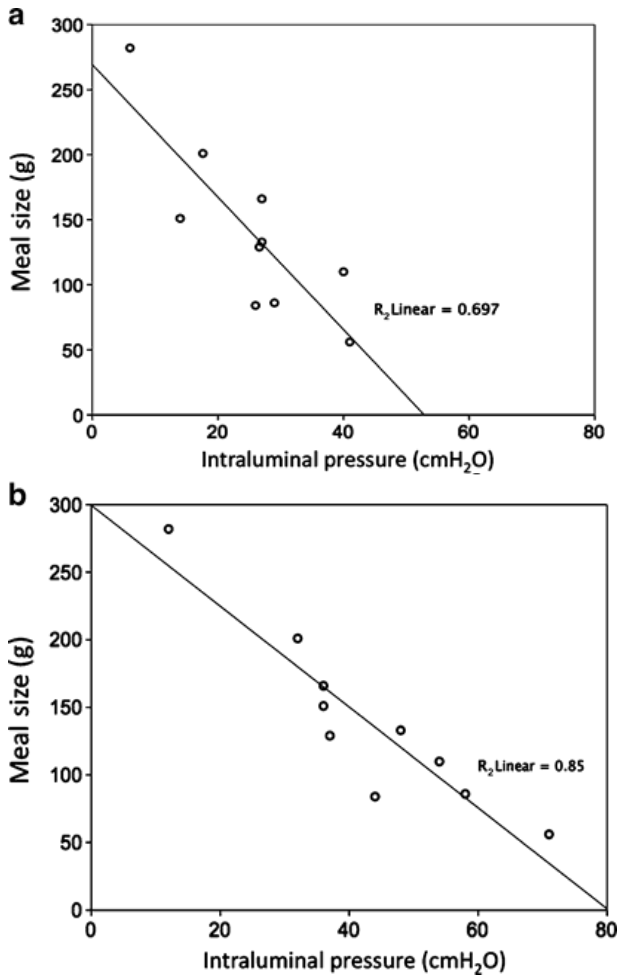 a
300
250
200
150
100
50
0
Meal size (g)
R₂Linear = 0.697
0 20 40 60 80
Intraluminal pressure (cmH₂O)
b
300
250
200
150
100
50
0
Meal size (g)
R₂Linear = 0.85
0 20 40 60 80
Intraluminal pressure (cmH₂O)